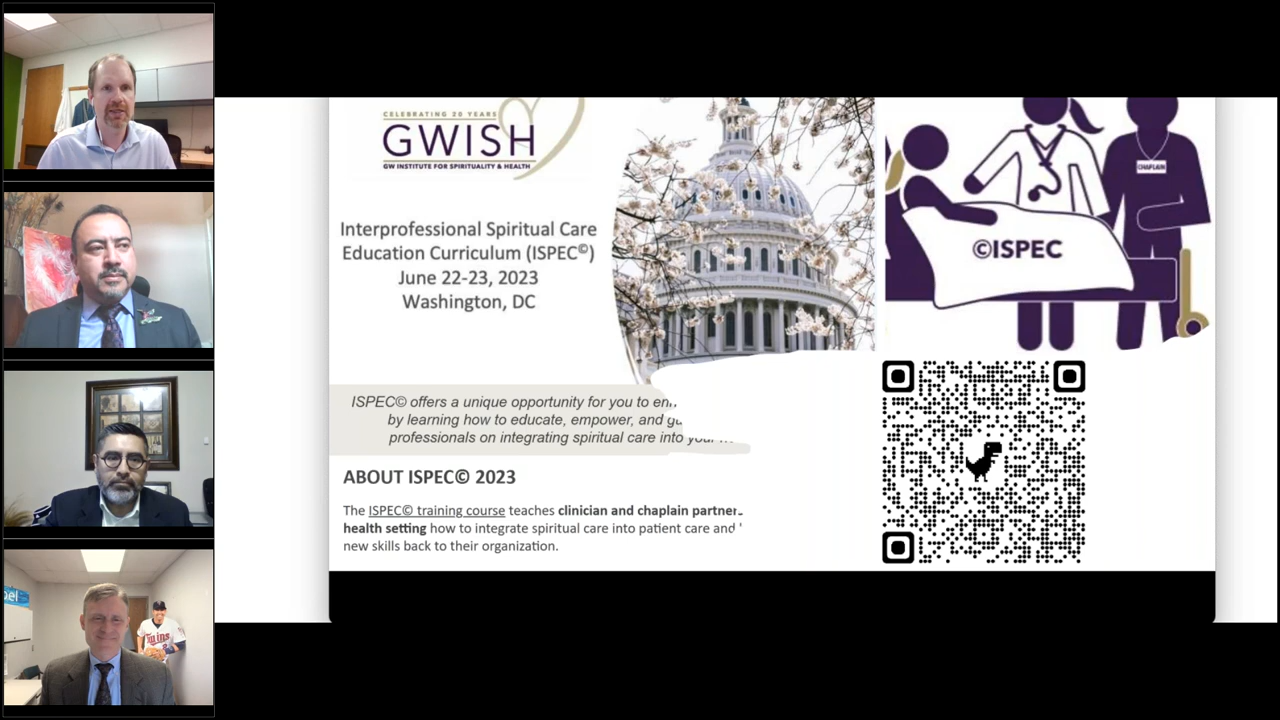 CELEBRATING 20 YEARS
GWISH
GW INSTITUTE FOR SPIRITUALITY & HEALTH
Interprofessional Spiritual Care
Education Curriculum (ISPEC©)
June 22-23, 2023
Washington, DC
CHAPLAIN
©ISPEC
ISPEC© offers a unique opportunity for you to
by learning how to educate, empower, and
professionals on integrating spiritual care into
ABOUT ISPEC© 2023
The ISPEC© training course teaches clinician and chaplain
health setting how to integrate spiritual care into patient care and
new skills back to their organization.
Twins